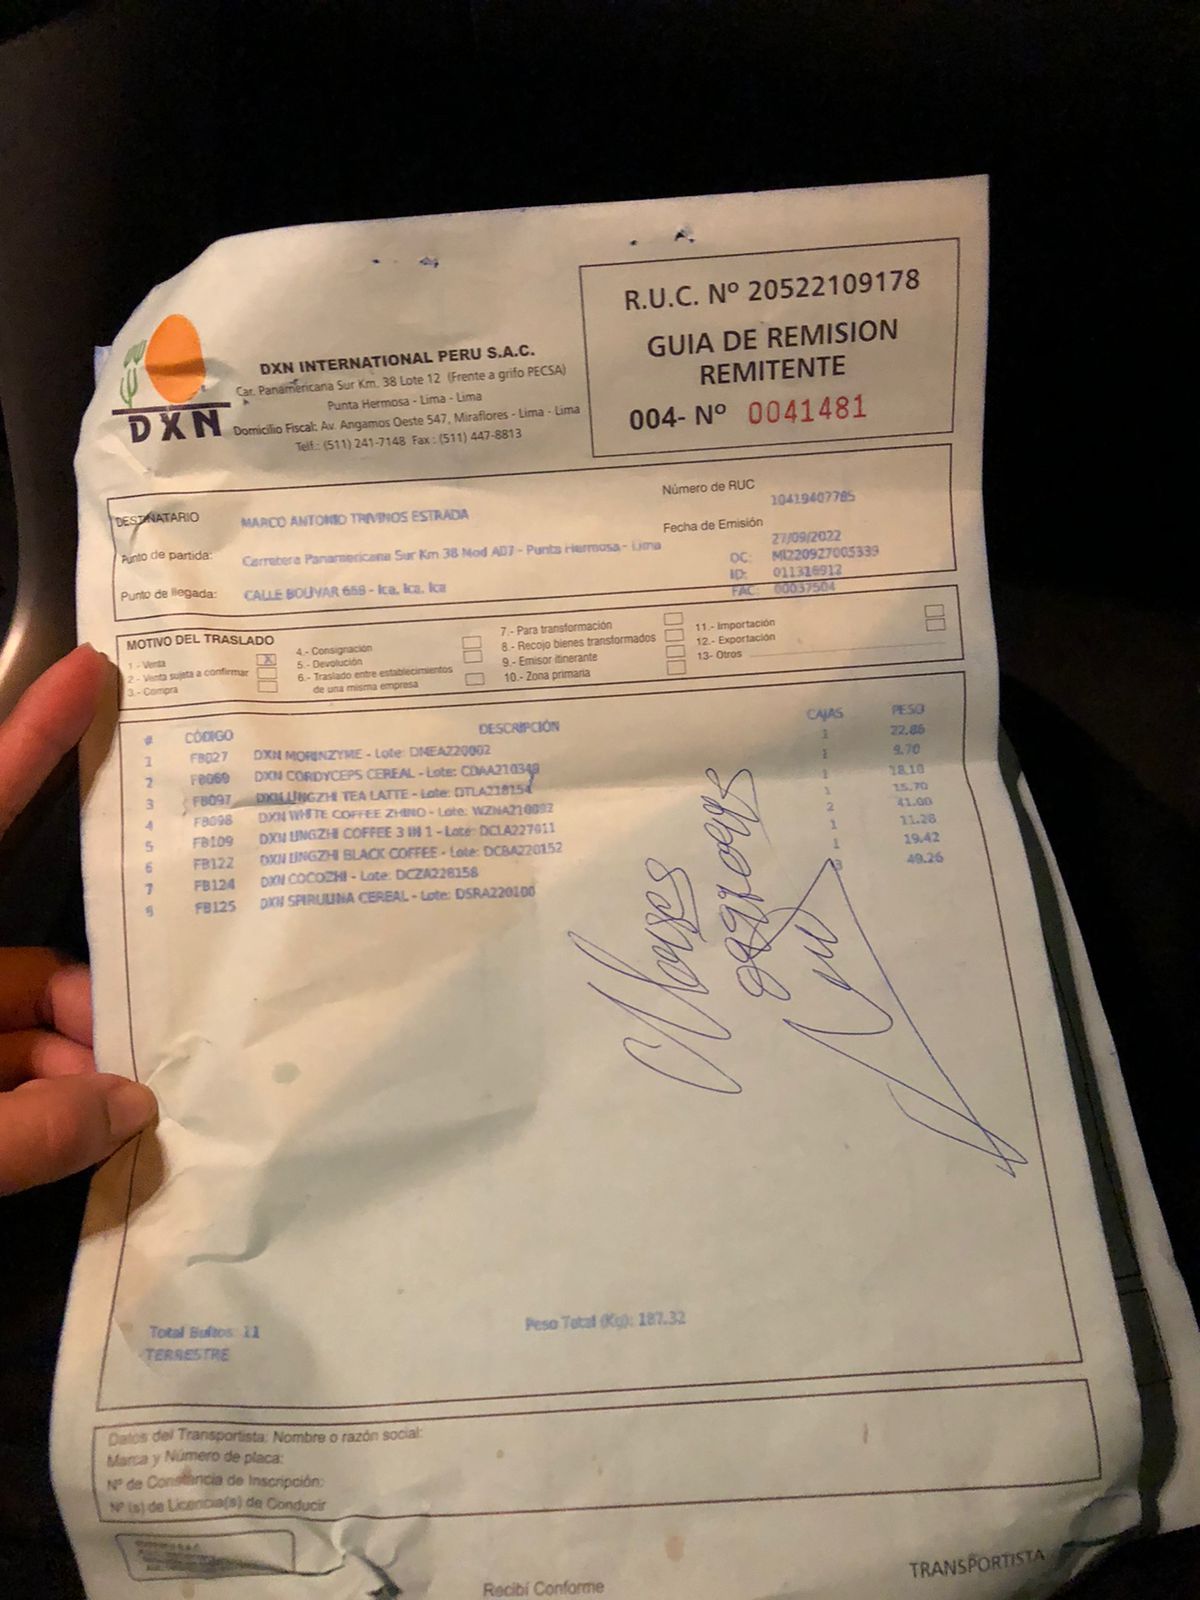 DXN
DXN INTERNATIONAL PERU S.A.C.
Car. Panamericana Sur Km. 38 Lote 12 (Frente a grifo PECSA)
Punta Hermosa - Lima - Lima
Domicilio Fiscal: Av. Angamos Oeste 547, Miraflores - Lima - Lima
Telf.: (511) 241-7148 Fax : (511) 447-8813
R.U.C. Nº 20522109178
GUIA DE REMISION
REMITENTE
004- Nº 0041481
DESTINATARIO MARCO ANTONIO TRIVINOS ESTRADA
Número de RUC 10419407785
Punto de partida: Carretera Panamericana Sur Km 38 Mod A07 - Punta Hermosa - Lima
Fecha de Emisión 27/09/2022
OC: MI220927005339
ID: 011316912
FAC: 00037504
Punto de llegada: CALLE BOLIVAR 658 - Ica, Ica, Ica
MOTIVO DEL TRASLADO
1.- Venta X
2.- Venta sujeta a confirmar
3.- Compra
4.- Consignación
5.- Devolución
6.- Traslado entre establecimientos
de una misma empresa
7.- Para transformación
8.- Recojo bienes transformados
9.- Emisor itinerante
10.- Zona primaria
11.- Importación
12.- Exportación
13- Otros
# CÓDIGO DESCRIPCIÓN CAJAS PESO
1 FB027 DXN MORINZYME - Lote: DMEA220002 1 22.86
2 FB069 DXN CORDYCEPS CEREAL - Lote: CDAA210349 1 9.70
3 FB097 DXN LINGZHI TEA LATTE - Lote: DTLA218154 1 18.10
4 FB098 DXN WHITE COFFEE ZHINO - Lote: WZNA210092 1 15.70
5 FB109 DXN LINGZHI COFFEE 3 IN 1 - Lote: DCLA227011 2 41.00
6 FB122 DXN LINGZHI BLACK COFFEE - Lote: DCBA220152 1 11.28
7 FB124 DXN COCOZHI - Lote: DCZA228158 1 19.42
8 FB125 DXN SPIRULINA CEREAL - Lote: DSRA220100 3 49.26
Total Bultos: 11
Peso Total (Kg): 187.32
TERRESTRE
Datos del Transportista: Nombre o razón social:
Marca y Número de placa:
Nº de Constancia de Inscripción:
Nº (s) de Licencia(s) de Conducir
Recibí Conforme
TRANSPORTISTA